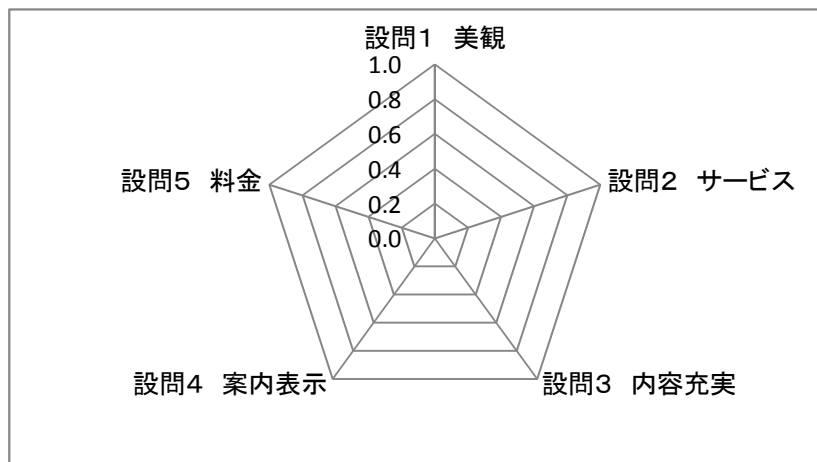 設問１　美観
1.0
0.8
0.6
0.4
0.2
0.0
設問２　サービス
設問３　内容充実
設問４　案内表示
設問５　料金